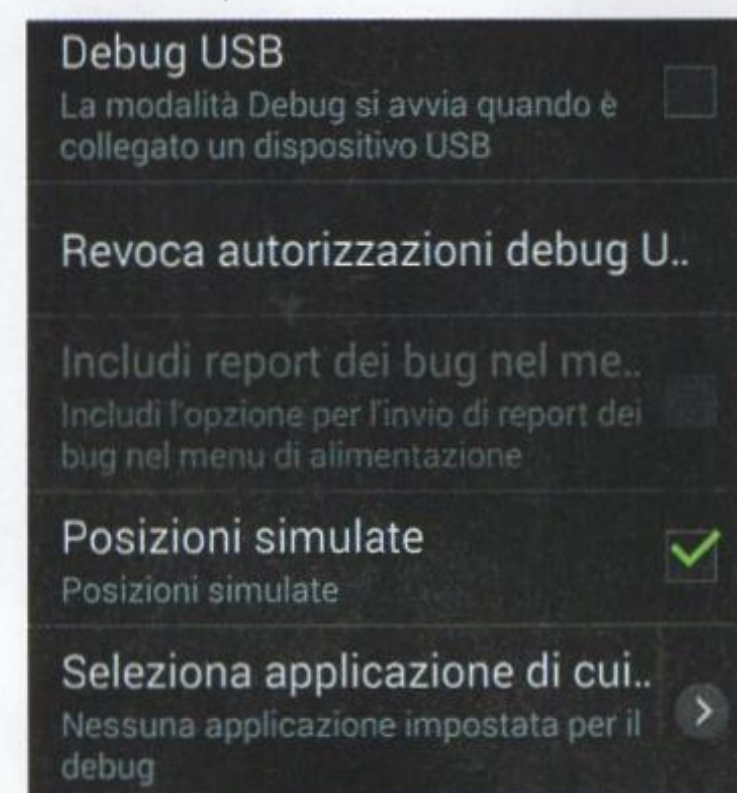 Debug USB
La modalità Debug si avvia quando è
collegato un dispositivo USB
Revoca autorizzazioni debug U..
Includi report dei bug nel me..
Includi l'opzione per l'invio di report dei
bug nel menu di alimentazione
Posizioni simulate
Posizioni simulate
Seleziona applicazione di cui..
Nessuna applicazione impostata per il
debug